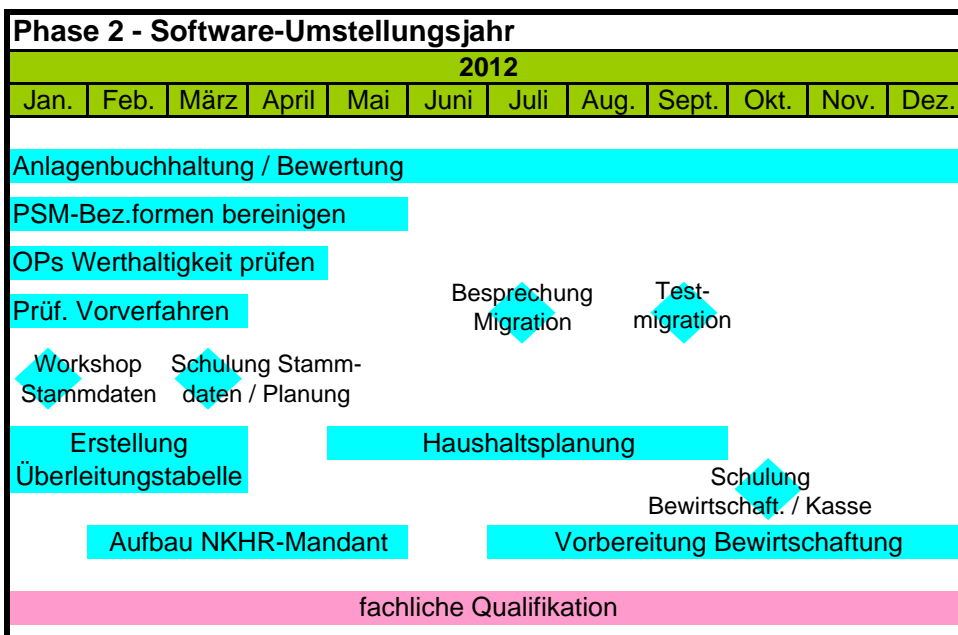 Phase 2 - Software-Umstellungsjahr
2012
Jan. Feb. März April Mai Juni Juli Aug. Sept. Okt. Nov. Dez.
Anlagenbuchhaltung / Bewertung
PSM-Bez.formen bereinigen
OPs Werthaltigkeit prüfen
Prüf. Vorverfahren
Besprechung
Migration
Test-
migration
Workshop
Stammdaten
Schulung Stamm-
daten / Planung
Erstellung
Überleitungstabelle
Haushaltsplanung
Schulung
Bewirtschaft. / Kasse
Aufbau NKHR-Mandant
Vorbereitung Bewirtschaftung
fachliche Qualifikation